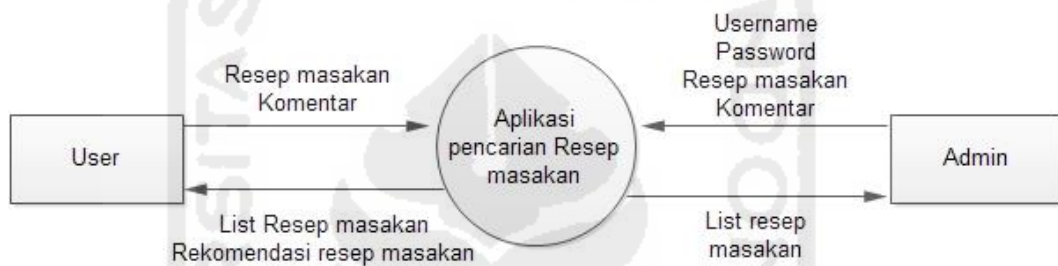 Resep masakan
Komentar
User
List Resep masakan
Rekomendasi resep masakan
Aplikasi
pencarian Resep
masakan
Username
Password
Resep masakan
Komentar
Admin
List resep
masakan